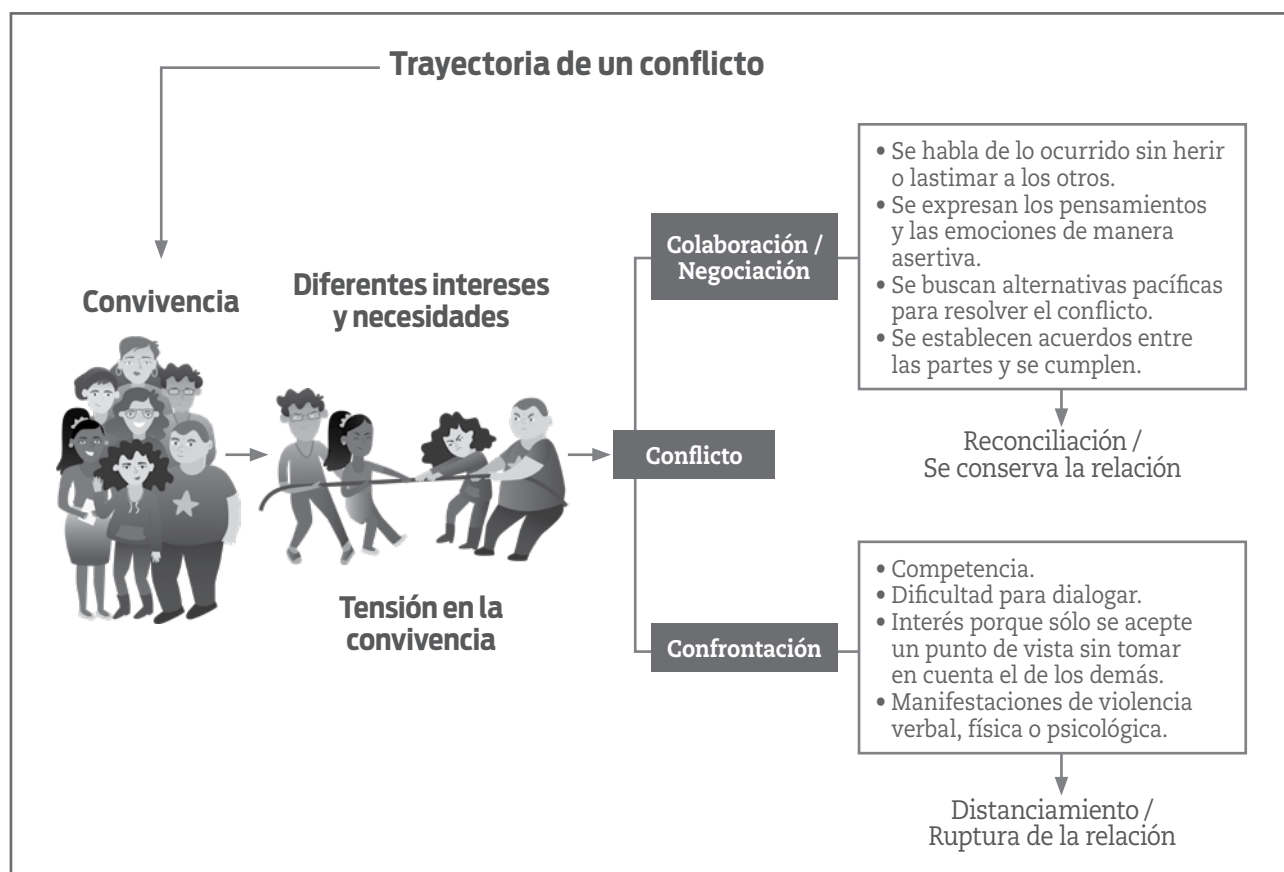 Trayectoria de un conflicto
Convivencia
Diferentes intereses
y necesidades
Tensión en la
convivencia
Conflicto
Colaboración /
Negociación
• Se habla de lo ocurrido sin herir
o lastimar a los otros.
• Se expresan los pensamientos
y las emociones de manera
asertiva.
• Se buscan alternativas pacíficas
para resolver el conflicto.
• Se establecen acuerdos entre
las partes y se cumplen.
Reconciliación /
Se conserva la relación
Confrontación
• Competencia.
• Dificultad para dialogar.
• Interés porque sólo se acepte
un punto de vista sin tomar
en cuenta el de los demás.
• Manifestaciones de violencia
verbal, física o psicológica.
Distanciamiento /
Ruptura de la relación